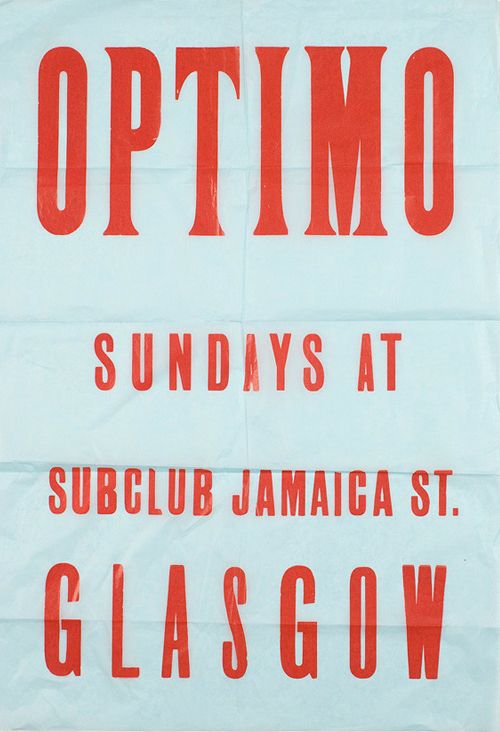 OPTIMO
SUNDAYS AT
SUBCLUB JAMAICA ST.
GLASGOW